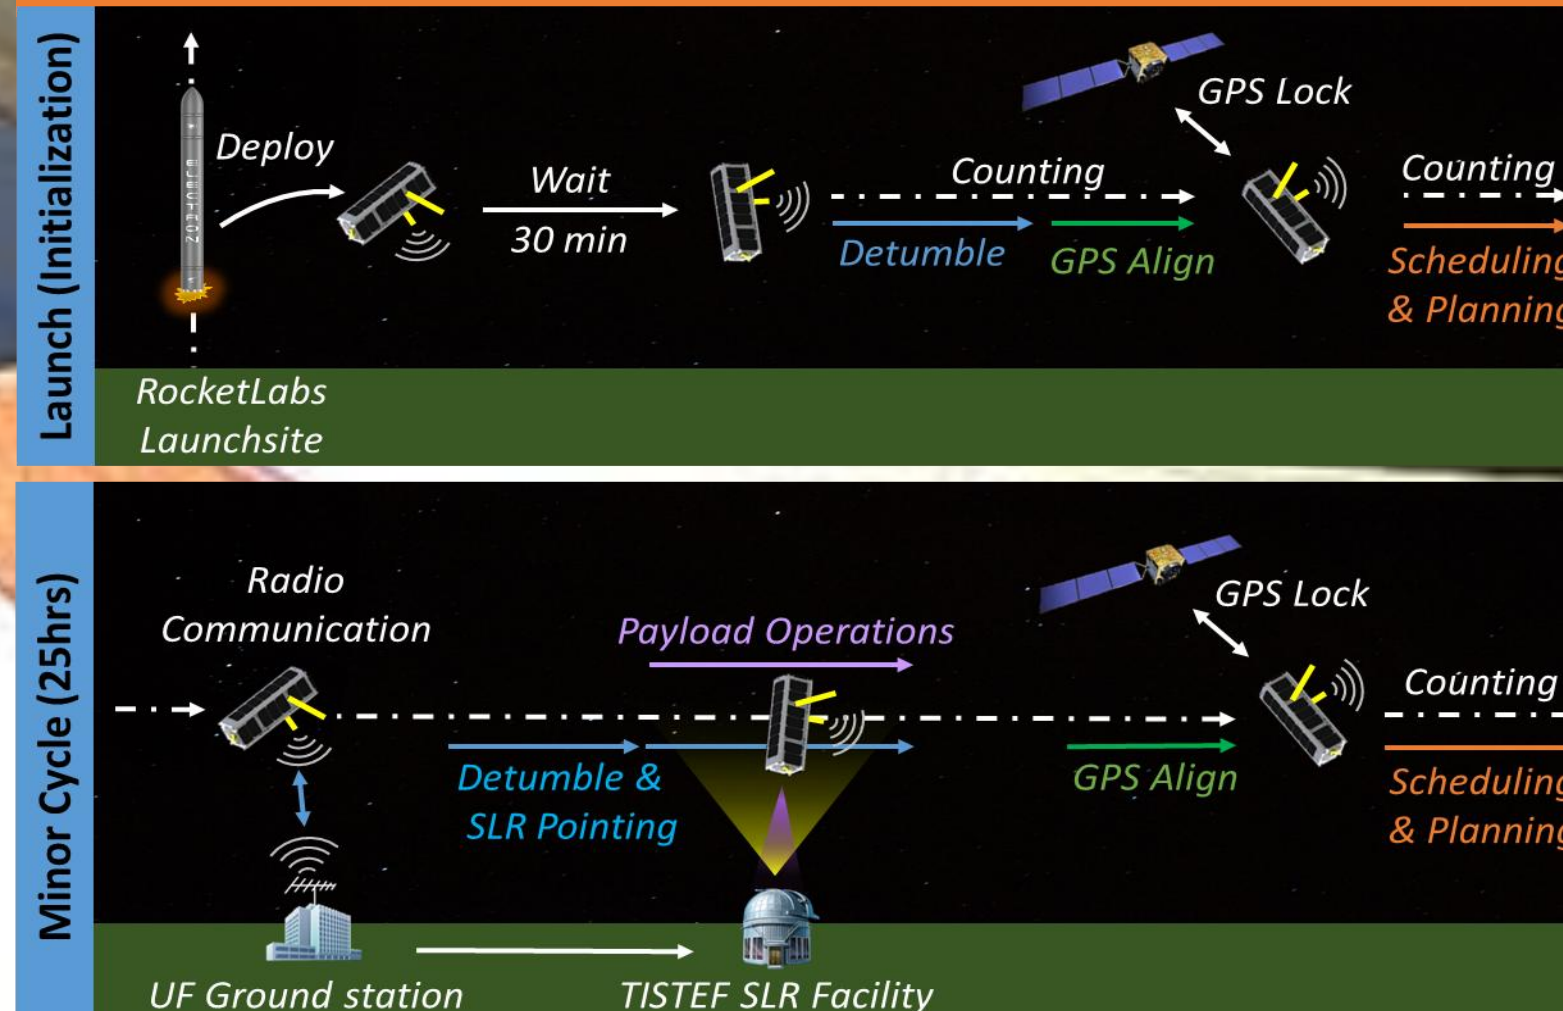 Launch (Initialization)
ELECTRON
Deploy
Wait
30 min
Counting
Detumble
GPS Align
GPS Lock
Counting
Scheduling
& Planning
RocketLabs
Launchsite
Minor Cycle (25hrs)
Radio
Communication
Payload Operations
Detumble &
SLR Pointing
GPS Lock
GPS Align
Counting
Scheduling
& Planning
UF Ground station
TISTEF SLR Facility